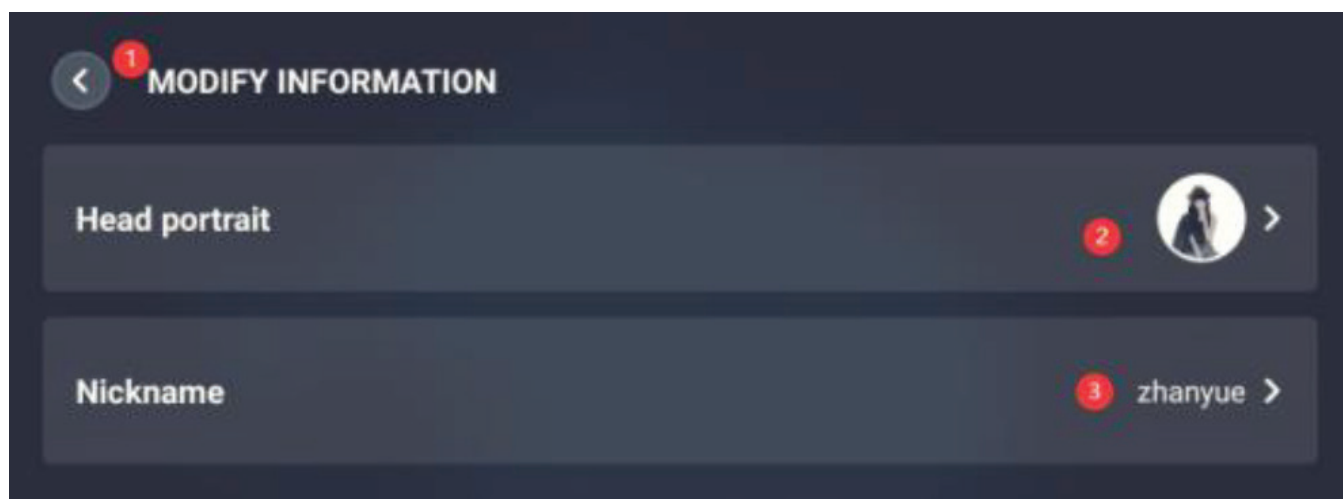 1
MODIFY INFORMATION
Head portrait
2
Nickname
3 zhanyue